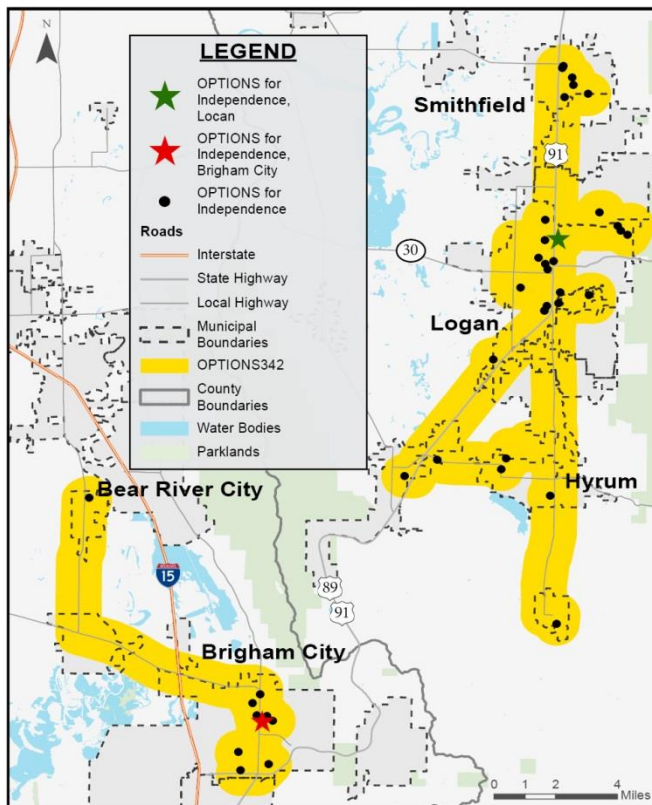 N
LEGEND
OPTIONS for
Independence,
Locan
OPTIONS for
Independence,
Brigham City
OPTIONS for
Independence
Roads
Interstate
State Highway
Local Highway
Municipal
Boundaries
OPTIONS342
County
Boundaries
Water Bodies
Parklands
Smithfield
91
30
Logan
Hyrum
Bear River City
15
89
91
Brigham City
0 2 4
Miles